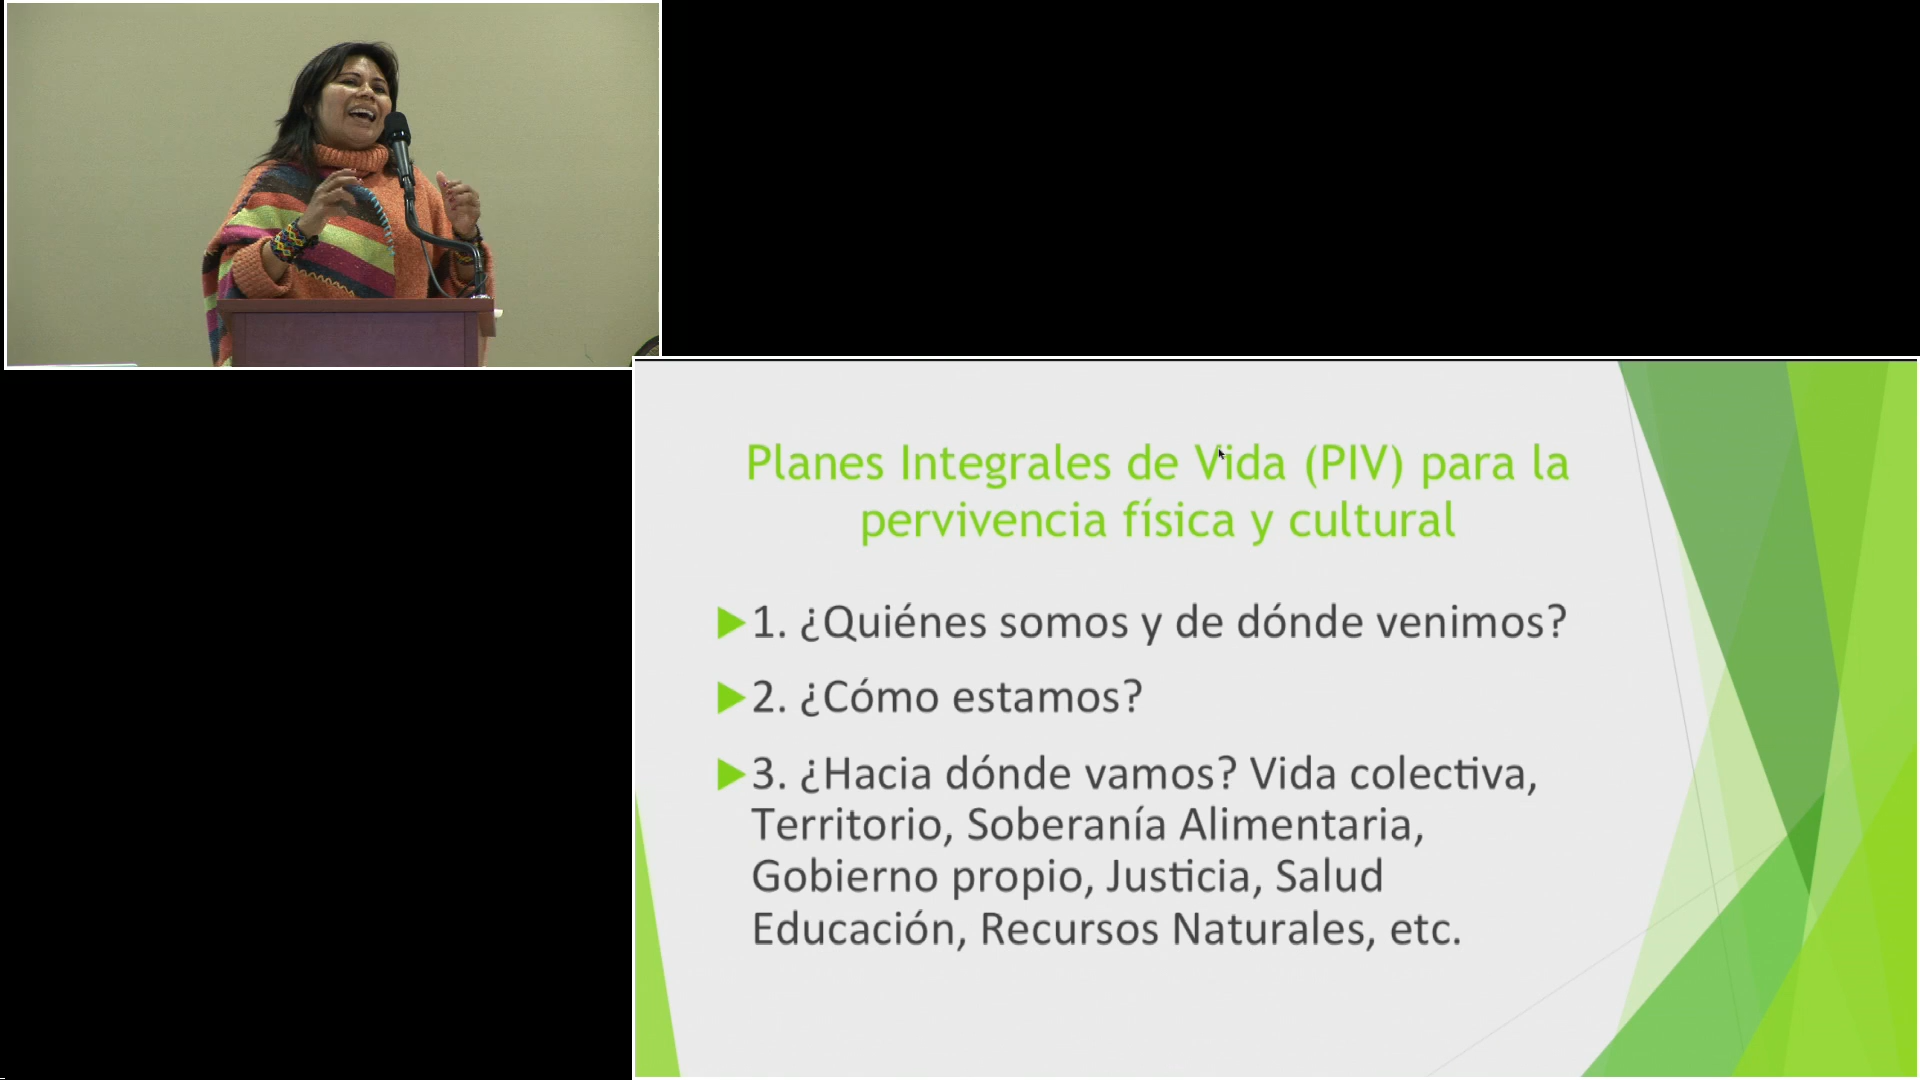 Planes Integrales de Vida (PIV) para la
pervivencia física y cultural
1. ¿Quiénes somos y de dónde venimos?
2. ¿Cómo estamos?
3. ¿Hacia dónde vamos? Vida colectiva,
Territorio, Soberanía Alimentaria,
Gobierno propio, Justicia, Salud
Educación, Recursos Naturales, etc.